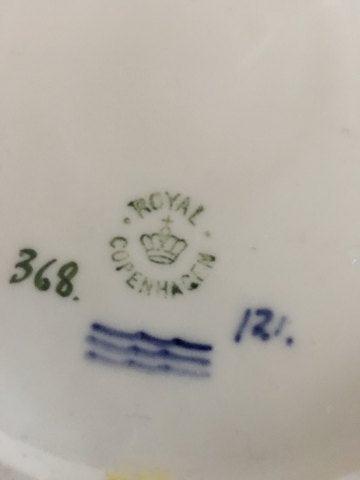 ROYAL
COPENHAGEN
368.
121.